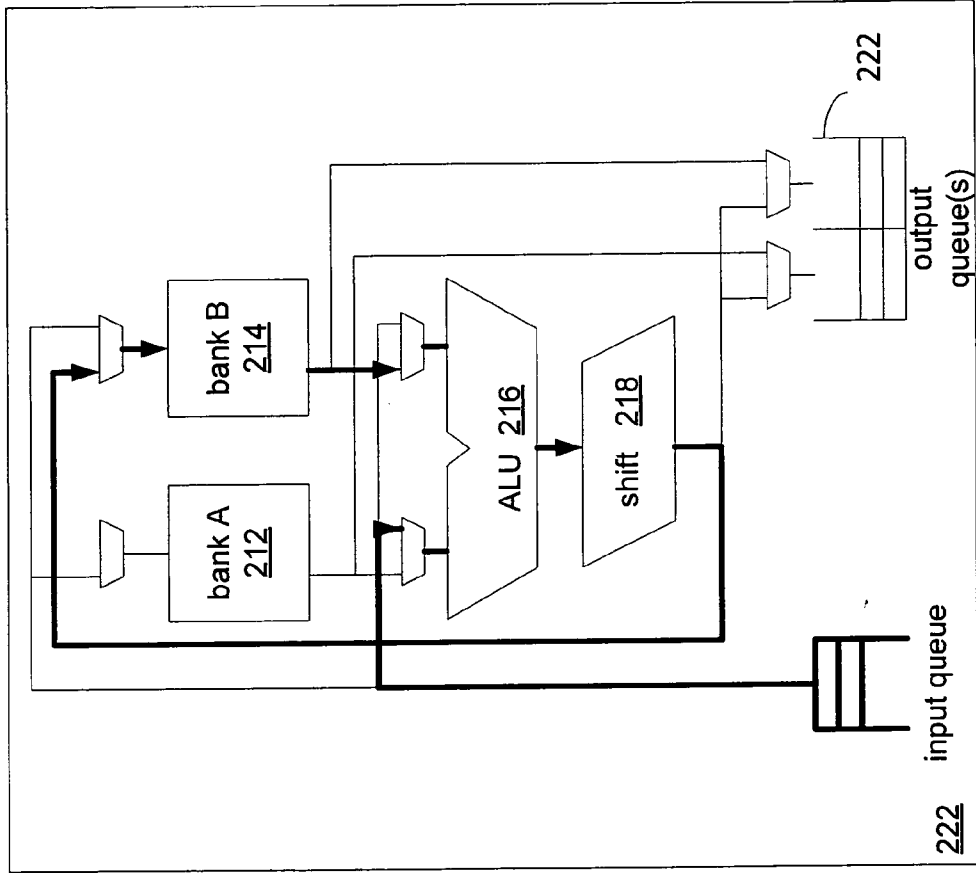 bank A
212
bank B
214
ALU 216
shift 218
222
input queue
output
queue(s)
222